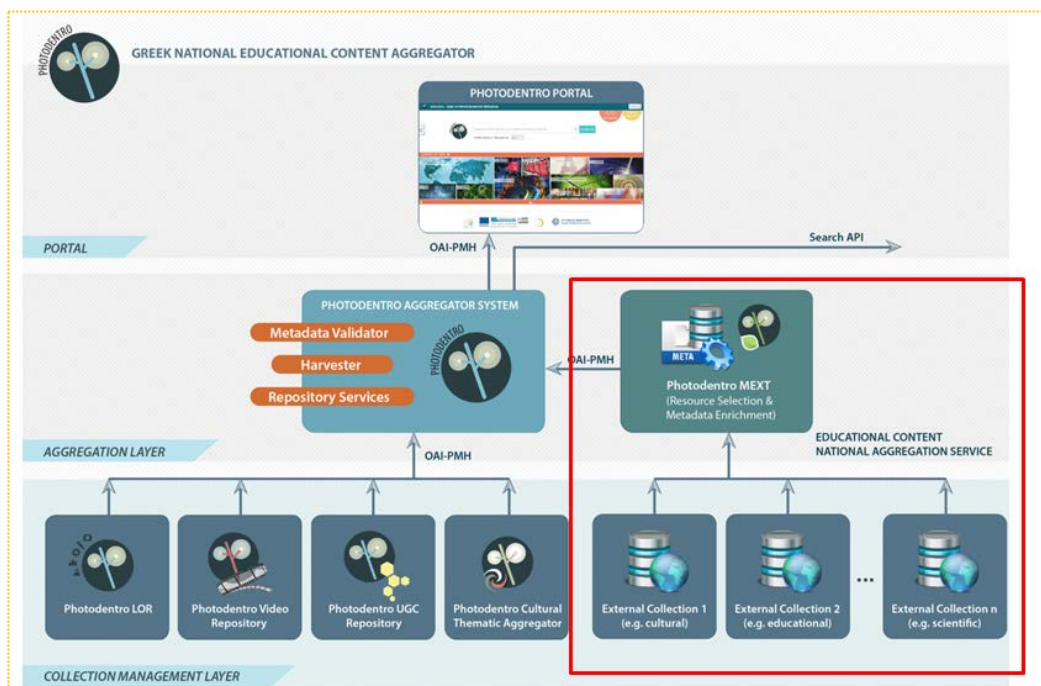 PHOTODENTRO
GREEK NATIONAL EDUCATIONAL CONTENT AGGREGATOR
PHOTODENTRO PORTAL
PORTAL
OAI-PMH
Search API
PHOTODENTRO AGGREGATOR SYSTEM
Metadata Validator
Harvester
Repository Services
PHOTODENTRO
OAI-PMH
META
Photodentro MEXT
(Resource Selection &
Metadata Enrichment)
AGGREGATION LAYER
OAI-PMH
EDUCATIONAL CONTENT
NATIONAL AGGREGATION SERVICE
Photodentro LOR
Photodentro Video
Repository
Photodentro UGC
Repository
Photodentro Cultural
Thematic Aggregator
External Collection 1
(e.g. cultural)
External Collection 2
(e.g. educational)
...
External Collection n
(e.g. scientific)
COLLECTION MANAGEMENT LAYER